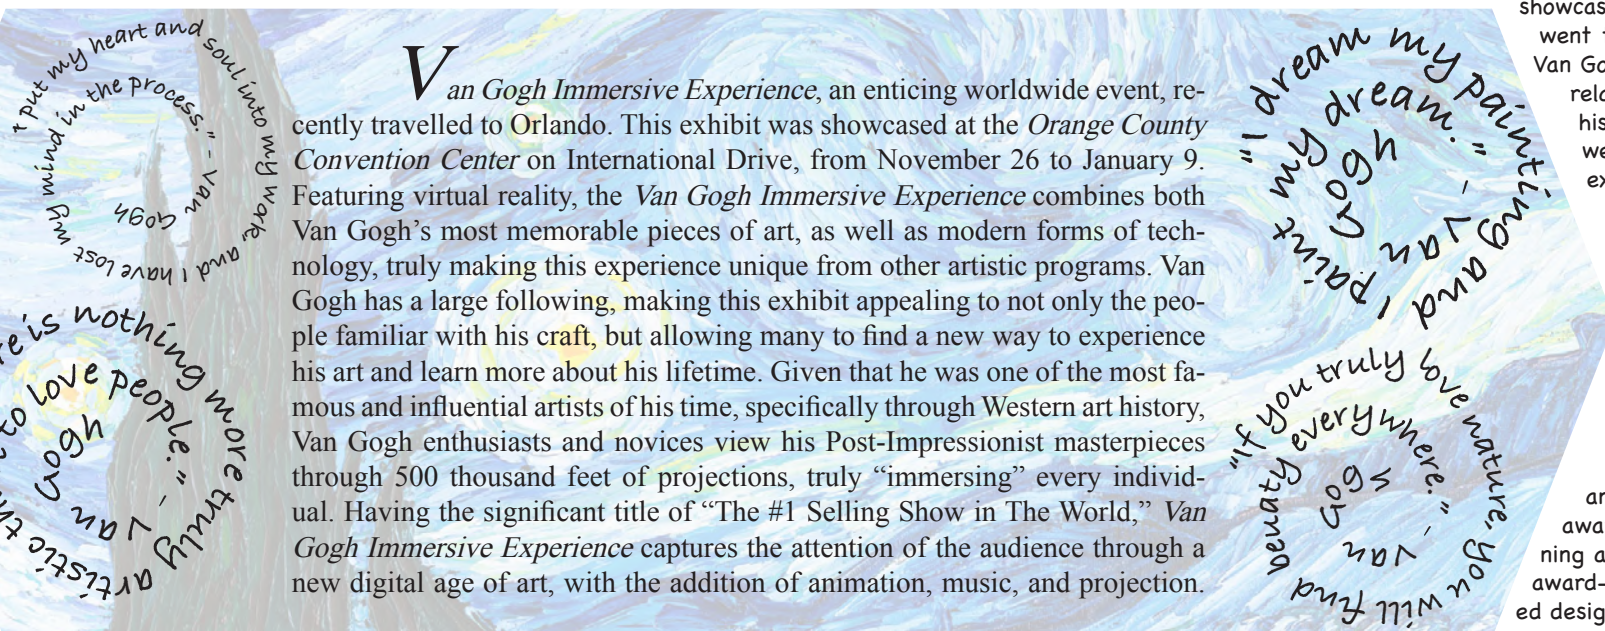 "I put my heart and soul into my work, and I have lost my mind in the process." - Van Gogh
is nothing more truly artistic to love people." - Van Gogh
Van Gogh Immersive Experience, an enticing worldwide event, re-
cently travelled to Orlando. This exhibit was showcased at the Orange County
Convention Center on International Drive, from November 26 to January 9.
Featuring virtual reality, the Van Gogh Immersive Experience combines both
Van Gogh's most memorable pieces of art, as well as modern forms of tech-
nology, truly making this experience unique from other artistic programs. Van
Gogh has a large following, making this exhibit appealing to not only the peo-
ple familiar with his craft, but allowing many to find a new way to experience
his art and learn more about his lifetime. Given that he was one of the most fa-
mous and influential artists of his time, specifically through Western art history,
Van Gogh enthusiasts and novices view his Post-Impressionist masterpieces
through 500 thousand feet of projections, truly “immersing” every individ-
ual. Having the significant title of “The #1 Selling Show in The World,” Van
Gogh Immersive Experience captures the attention of the audience through a
new digital age of art, with the addition of animation, music, and projection.
"I dream my painting and I paint my dream." - Van Gogh
"If you truly love nature, you will find beuaty everywhere." - Van Gogh
went
his
ning
award-
ed